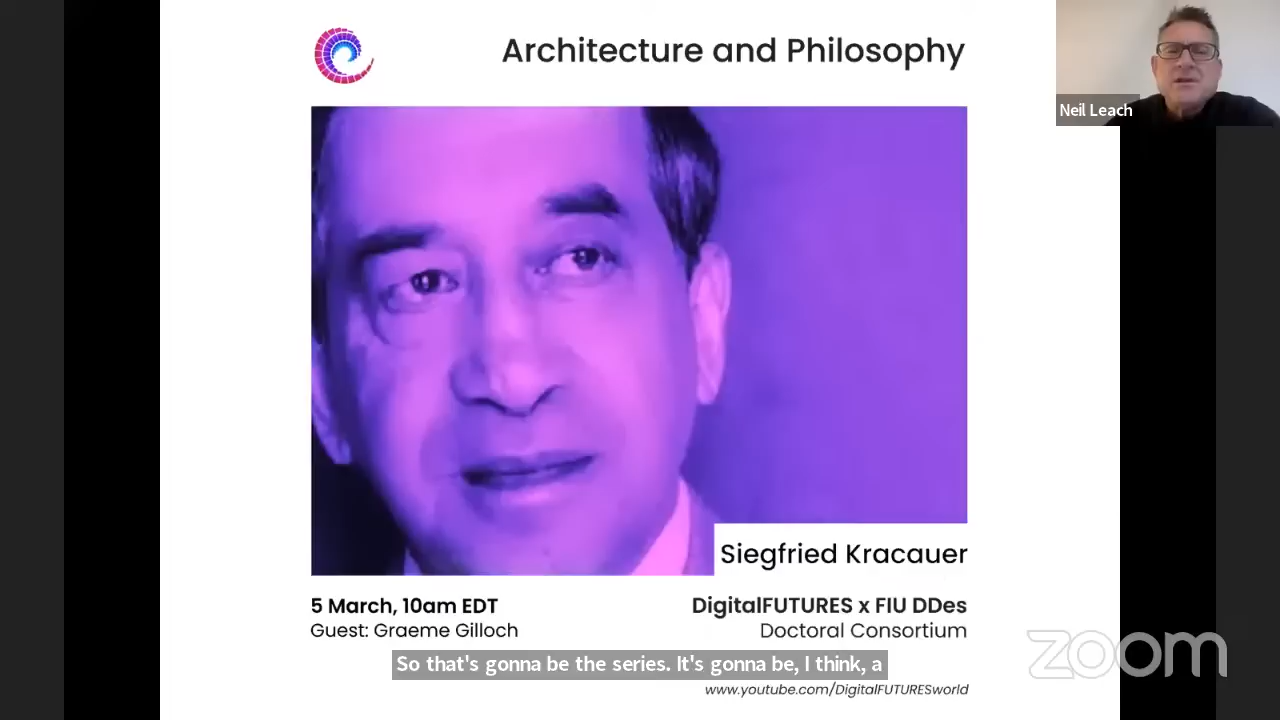 Architecture and Philosophy
Neil Leach
Siegfried Kracauer
5 March, 10am EDT
Guest: Graeme Gilloch
DigitalFUTURES x FIU DDes
Doctoral Consortium
So that's gonna be the series. It's gonna be, I think, a
www.youtube.com/DigitalFUTURESworld
zoom